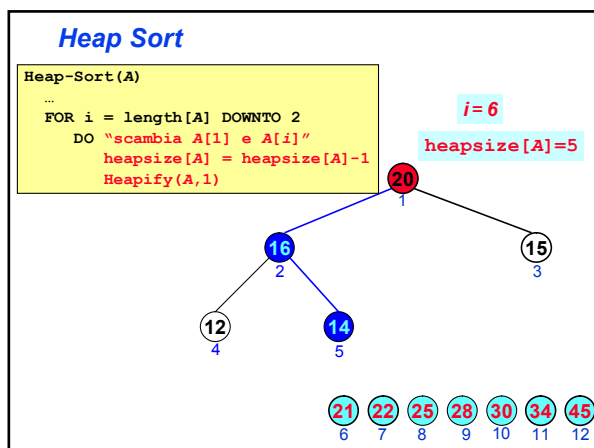 Heap Sort
Heap-Sort(A)
…
FOR i = length[A] DOWNTO 2
DO “scambia A[1] e A[i]”
heapsize[A] = heapsize[A]-1
Heapify(A,1)
i = 6
heapsize[A]=5
20
1
16
2
15
3
12
4
14
5
21 22 25 28 30 34 45
6 7 8 9 10 11 12